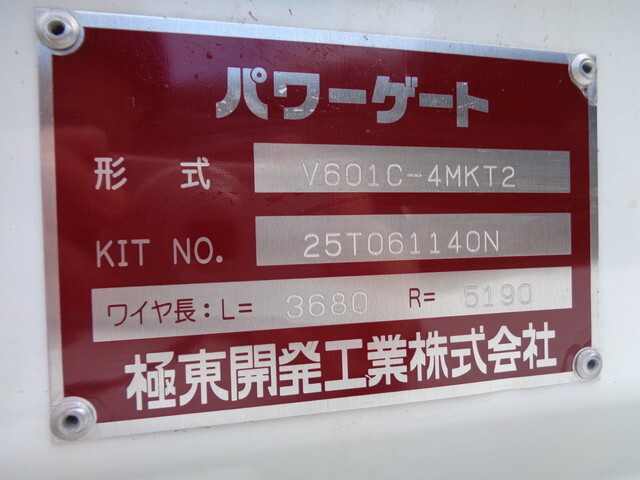 パワーゲート
形 式 V601C-4MKT2
KIT NO. 25T061140N
ワイヤ長:L= 3680 R= 5190
極東開発工業株式会社